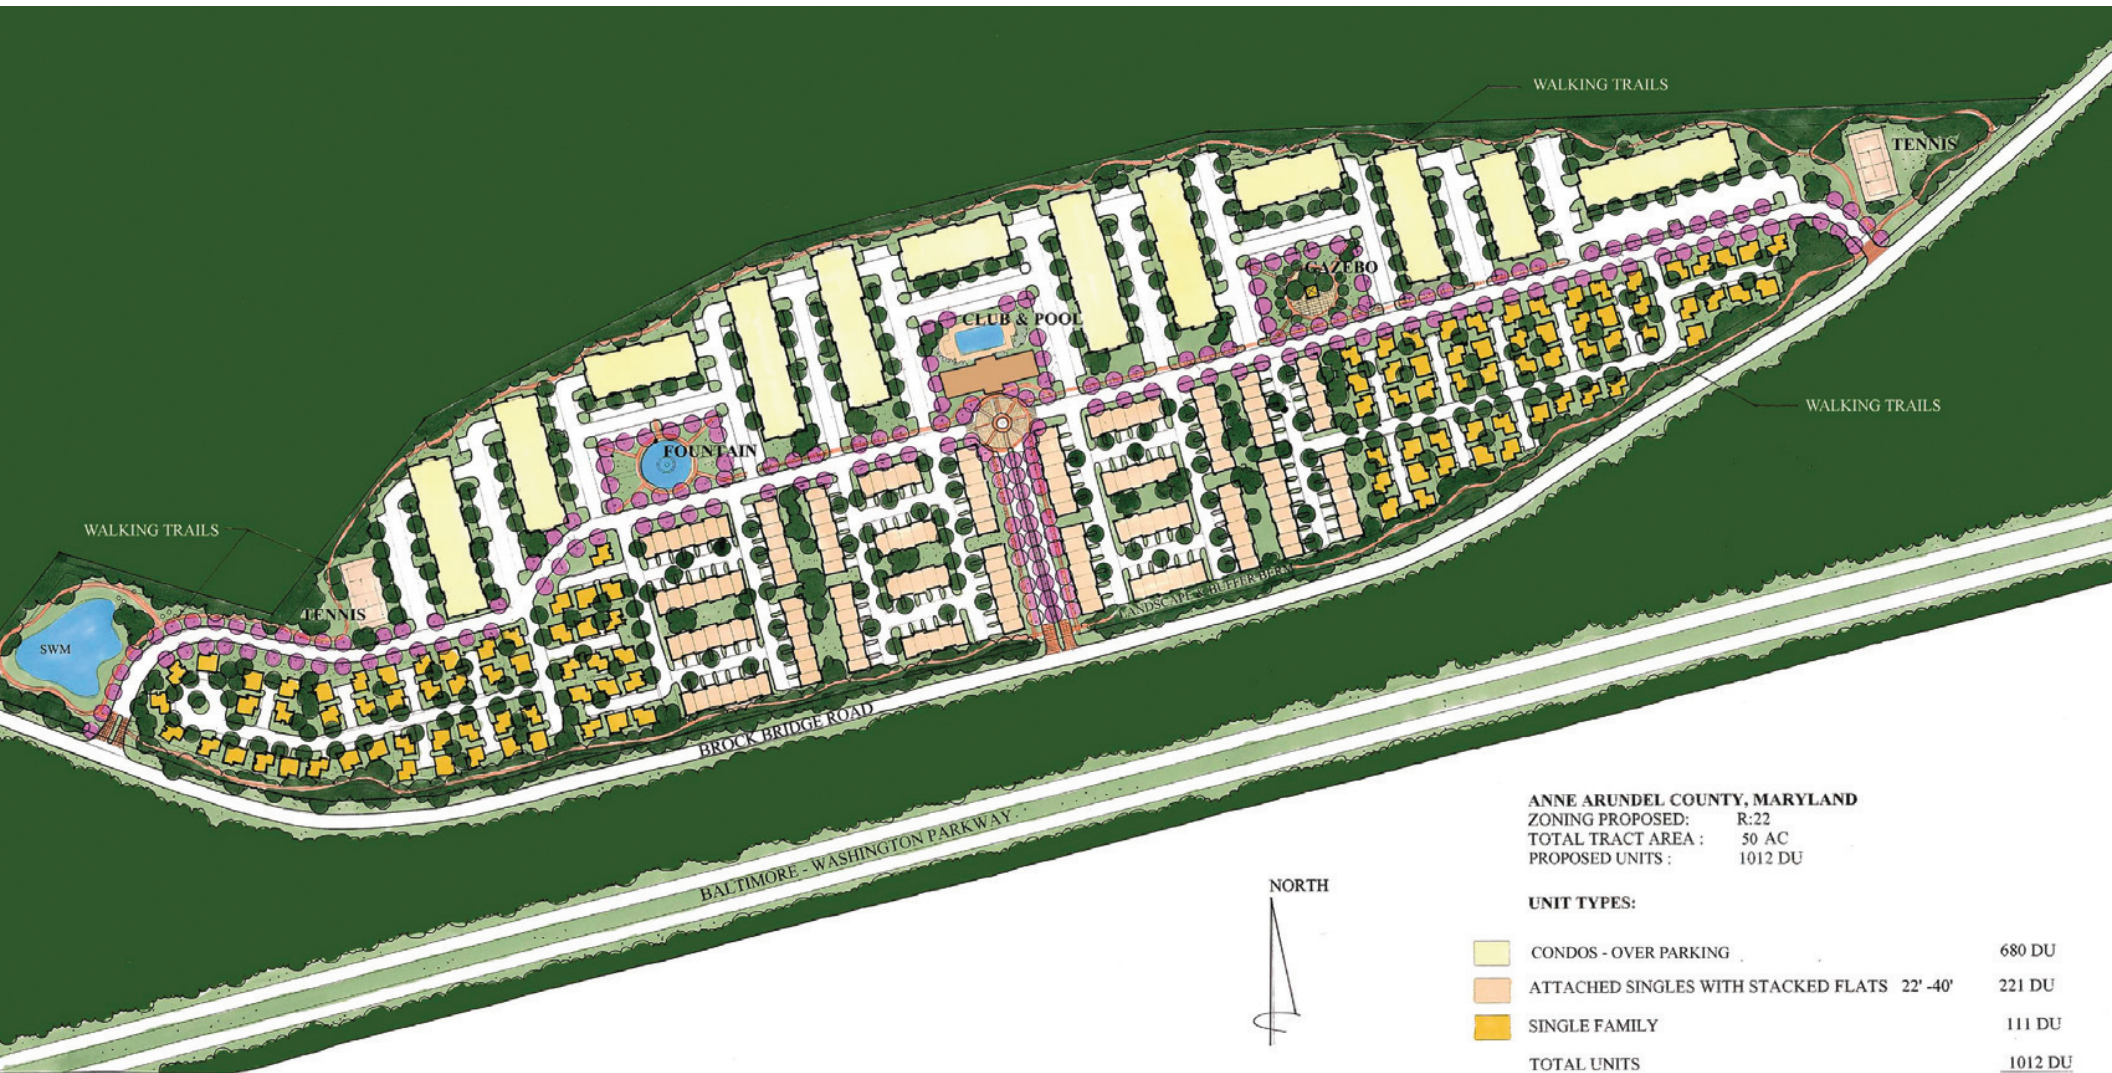 WALKING TRAILS
TENNIS
GAZEBO
CLUB & POOL
WALKING TRAILS
FOUNTAIN
WALKING TRAILS
TENNIS
LANDSCAPE & BUFFER BERM
SWM
BROCK BRIDGE ROAD
BALTIMORE - WASHINGTON PARKWAY
NORTH
ANNE ARUNDEL COUNTY, MARYLAND
ZONING PROPOSED: R:22
TOTAL TRACT AREA : 50 AC
PROPOSED UNITS : 1012 DU
UNIT TYPES:
CONDOS - OVER PARKING 680 DU
ATTACHED SINGLES WITH STACKED FLATS 22' -40' 221 DU
SINGLE FAMILY 111 DU
TOTAL UNITS 1012 DU